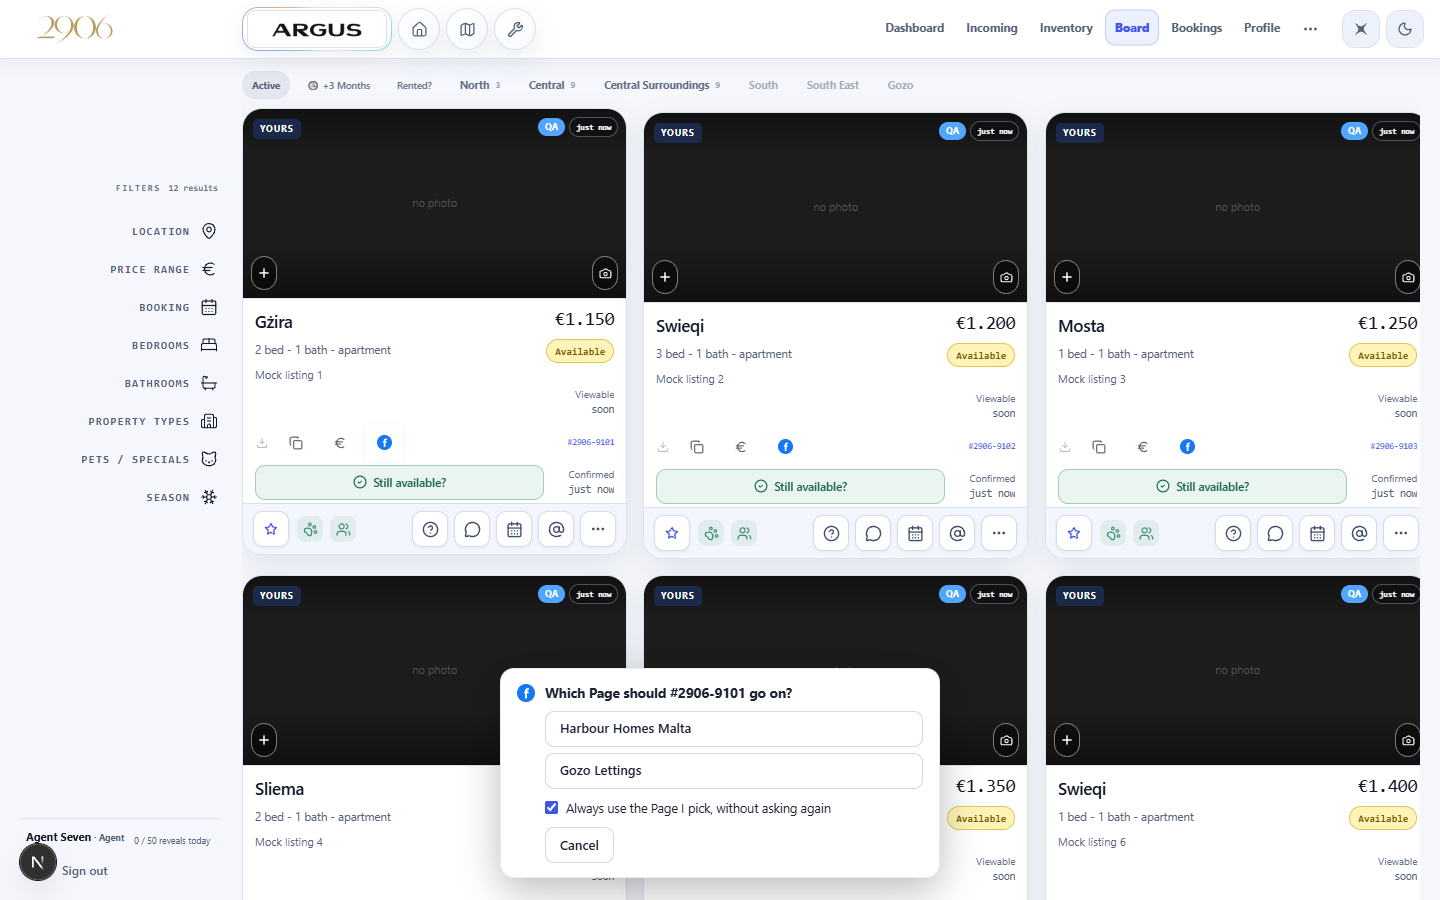 2906
ARGUS
Dashboard Incoming Inventory Board Bookings Profile ...
Active +3 Months Rented? North 3 Central 9 Central Surroundings 9 South South East Gozo
YOURS QA just now
no photo
Gżira €1.150
2 bed - 1 bath - apartment Available
Mock listing 1
Viewable
soon
#2906-9101
Still available?
Confirmed
just now
YOURS QA just now
no photo
Swieqi €1.200
3 bed - 1 bath - apartment Available
Mock listing 2
Viewable
soon
#2906-9102
Still available?
Confirmed
just now
YOURS QA just now
no photo
Mosta €1.250
1 bed - 1 bath - apartment Available
Mock listing 3
Viewable
soon
#2906-9103
Still available?
Confirmed
just now
FILTERS 12 results
LOCATION
PRICE RANGE
BOOKING
BEDROOMS
BATHROOMS
PROPERTY TYPES
PETS / SPECIALS
SEASON
YOURS QA just now
no photo
Sliema
2 bed - 1 bath - apartment
Mock listing 4
soon
YOURS QA just now
€1.350
Available
Viewable
soon
YOURS QA just now
no photo
Swieqi €1.400
1 bed - 1 bath - apartment Available
Mock listing 6
Viewable
soon
Which Page should #2906-9101 go on?
Harbour Homes Malta
Gozo Lettings
Always use the Page I pick, without asking again
Cancel
Agent Seven · Agent 0 / 50 reveals today
N
Sign out